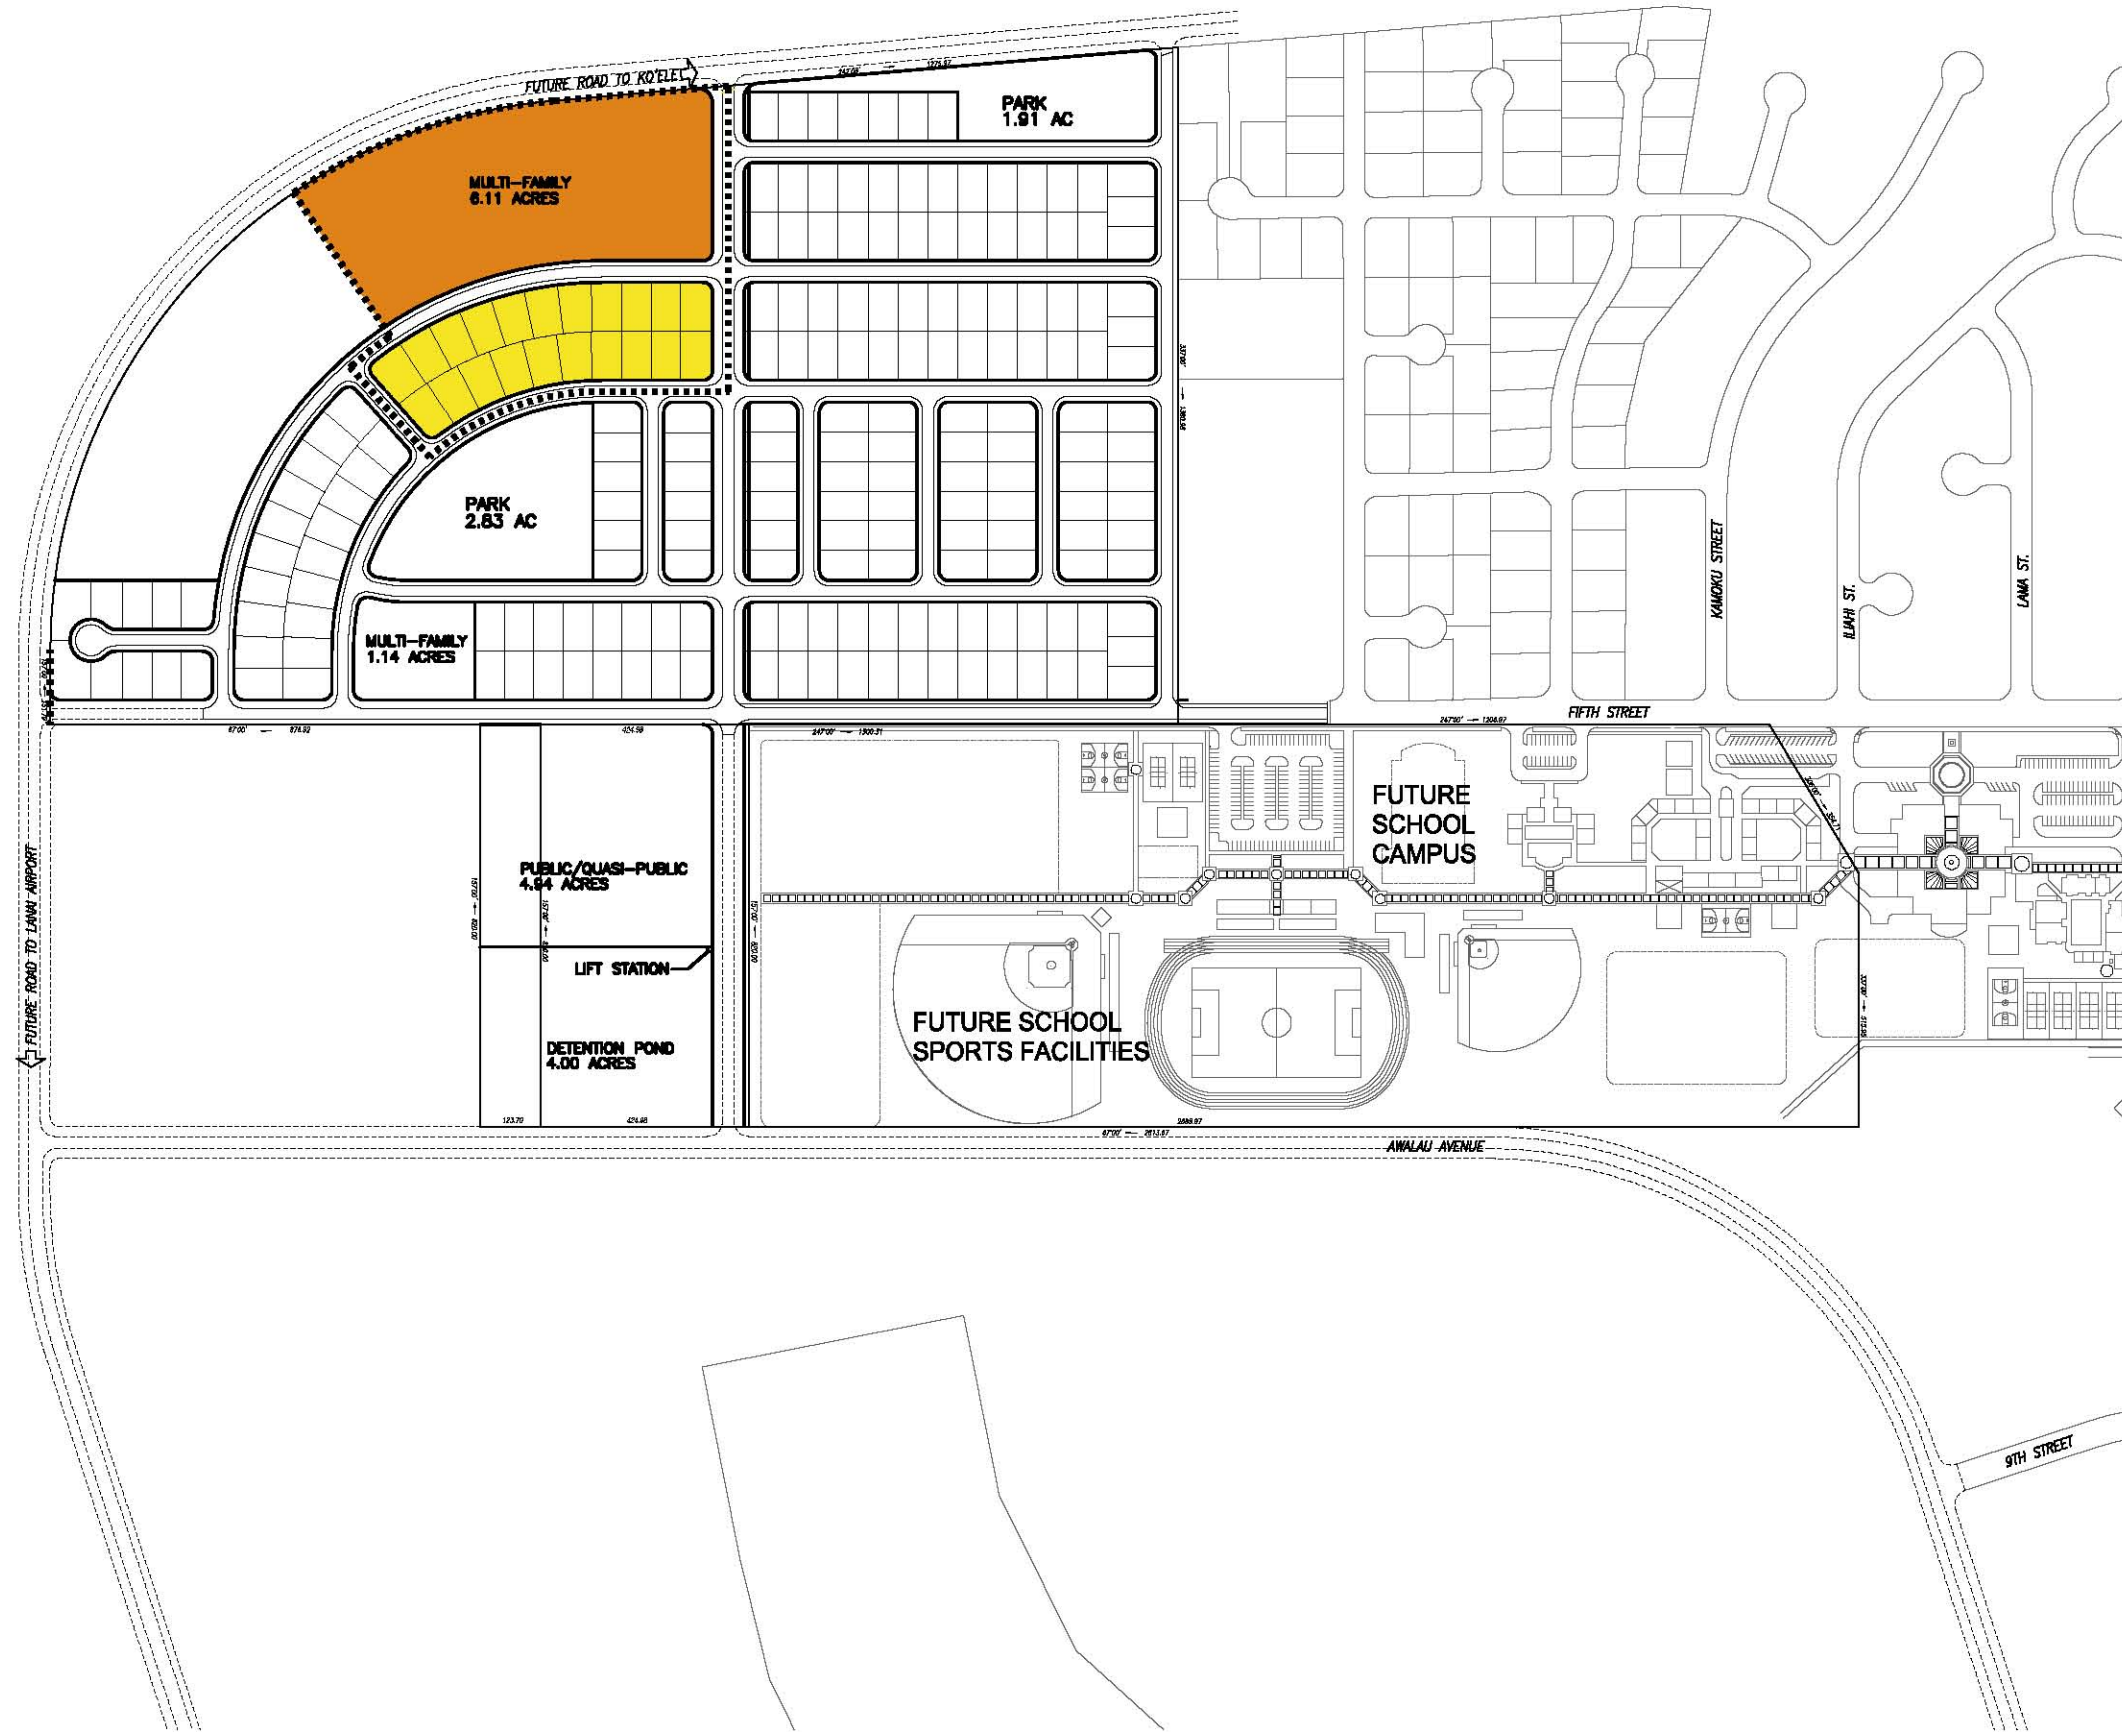 FUTURE ROAD TO KO'ELE
PARK
1.91 AC
MULTI-FAMILY
6.11 ACRES
PARK
2.83 AC
MULTI-FAMILY
1.14 ACRES
KAMOKU STREET
ILIAHI ST.
LAMA ST.
FIFTH STREET
FUTURE
SCHOOL
CAMPUS
PUBLIC/QUASI-PUBLIC
4.94 ACRES
LIFT STATION
DETENTION POND
4.00 ACRES
123.70
FUTURE SCHOOL
SPORTS FACILITIES
FUTURE ROAD TO LANAI AIRPORT
AWALAU AVENUE
9TH STREET